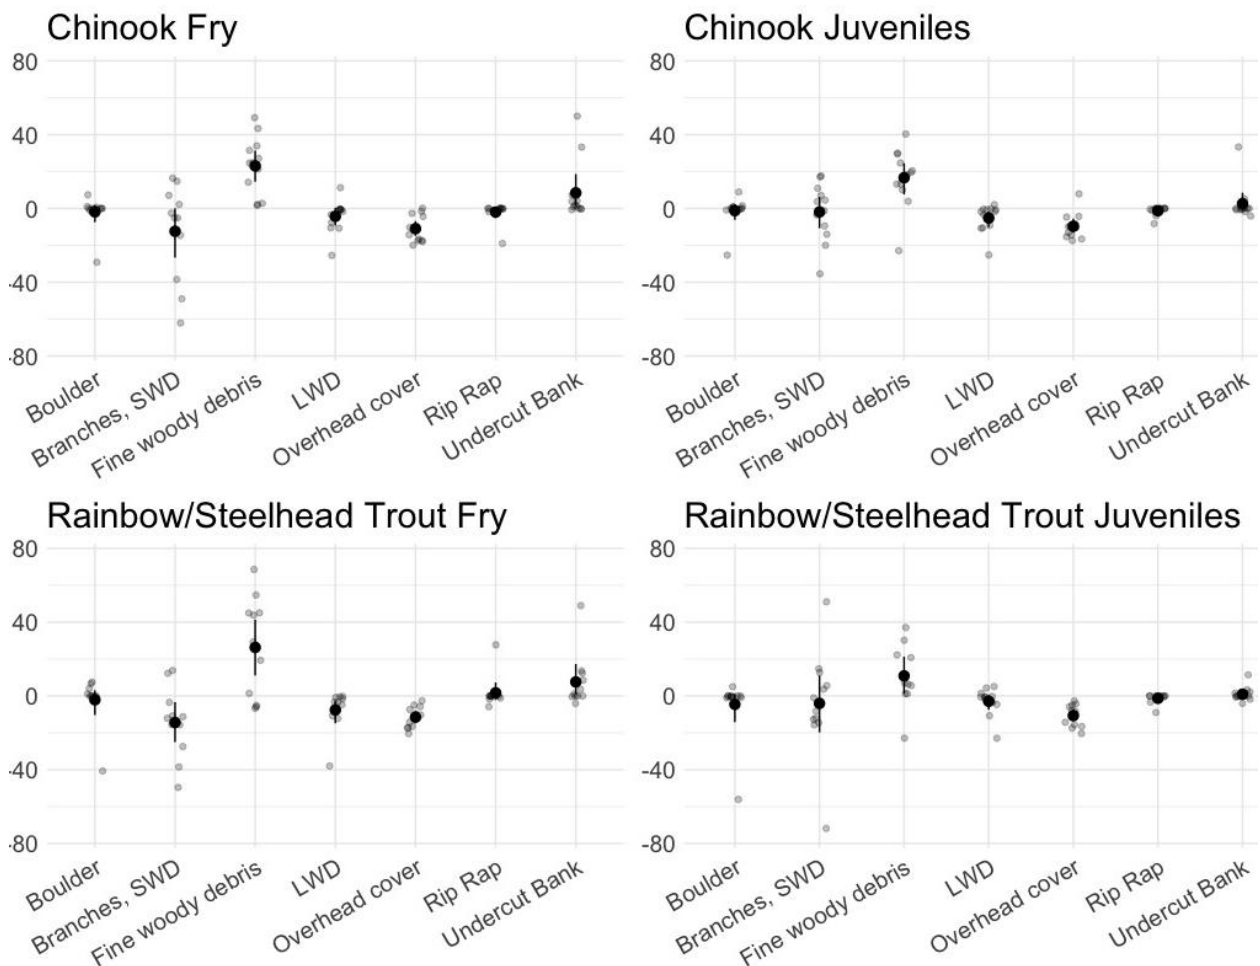 Chinook Fry
80
40
0
-40
-80
Boulder
Branches, SWD
Fine woody debris
LWD
Overhead cover
Rip Rap
Undercut Bank
Chinook Juveniles
80
40
0
-40
-80
Boulder
Branches, SWD
Fine woody debris
LWD
Overhead cover
Rip Rap
Undercut Bank
Rainbow/Steelhead Trout Fry
80
40
0
-40
-80
Boulder
Branches, SWD
Fine woody debris
LWD
Overhead cover
Rip Rap
Undercut Bank
Rainbow/Steelhead Trout Juveniles
80
40
0
-40
-80
Boulder
Branches, SWD
Fine woody debris
LWD
Overhead cover
Rip Rap
Undercut Bank